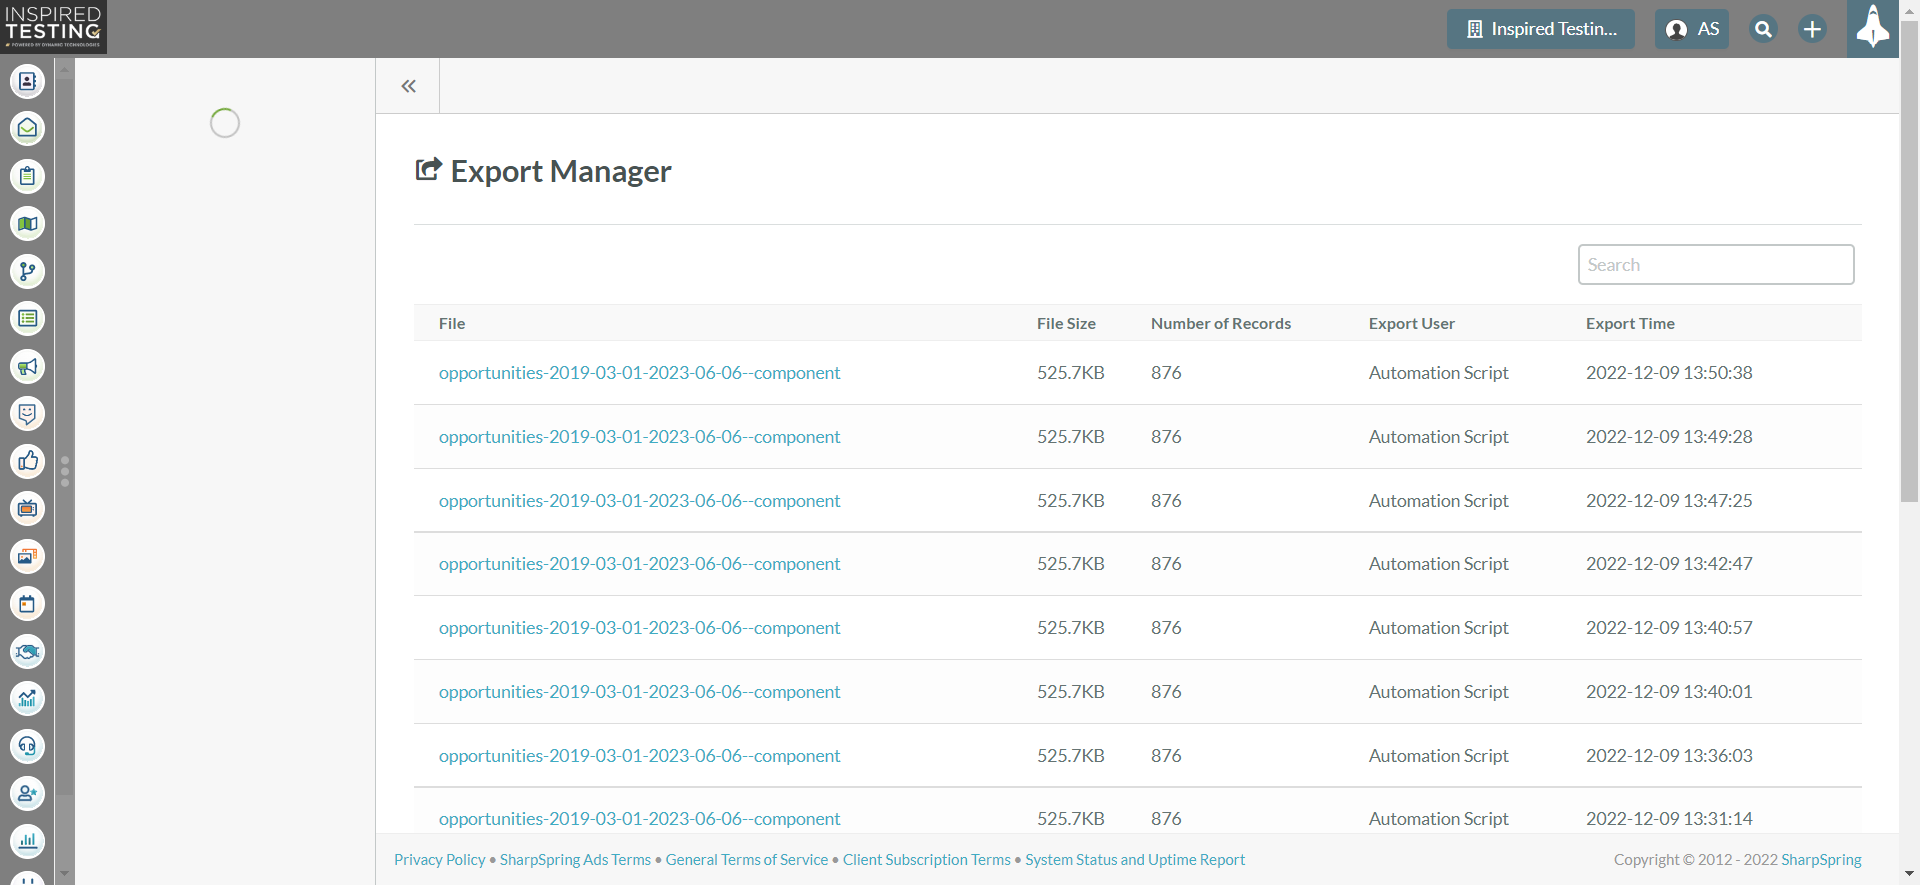 INSPIRED
TESTING
POWERED BY DYNAMIC TECHNOLOGIES
Inspired Testin...
AS
Export Manager
Search
File File Size Number of Records Export User Export Time
opportunities-2019-03-01-2023-06-06--component 525.7KB 876 Automation Script 2022-12-09 13:50:38
opportunities-2019-03-01-2023-06-06--component 525.7KB 876 Automation Script 2022-12-09 13:49:28
opportunities-2019-03-01-2023-06-06--component 525.7KB 876 Automation Script 2022-12-09 13:47:25
opportunities-2019-03-01-2023-06-06--component 525.7KB 876 Automation Script 2022-12-09 13:42:47
opportunities-2019-03-01-2023-06-06--component 525.7KB 876 Automation Script 2022-12-09 13:40:57
opportunities-2019-03-01-2023-06-06--component 525.7KB 876 Automation Script 2022-12-09 13:40:01
opportunities-2019-03-01-2023-06-06--component 525.7KB 876 Automation Script 2022-12-09 13:36:03
opportunities-2019-03-01-2023-06-06--component 525.7KB 876 Automation Script 2022-12-09 13:31:14
Privacy Policy • SharpSpring Ads Terms • General Terms of Service • Client Subscription Terms • System Status and Uptime Report Copyright © 2012 - 2022 SharpSpring